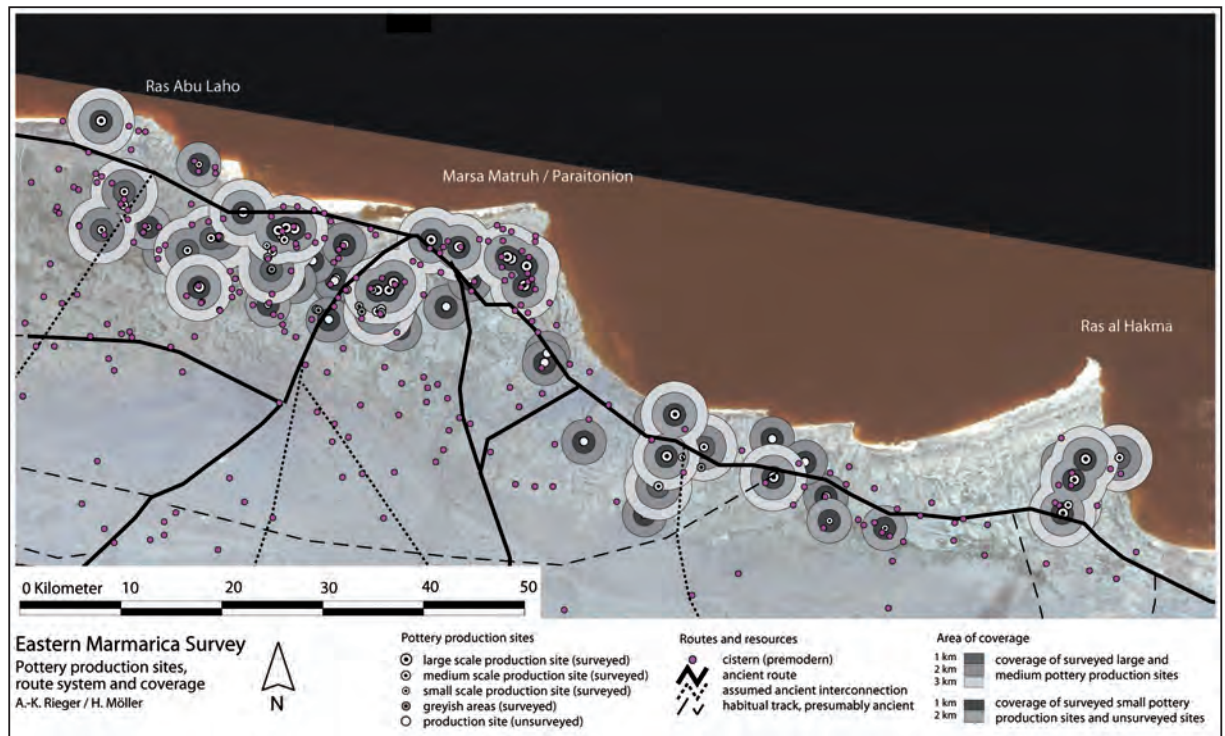 Ras Abu Laho
Marsa Matruh / Paraitonion
Ras al Hakma
0 Kilometer 10 20 30 40 50
Eastern Marmarica Survey
Pottery production sites,
route system and coverage
A.-K. Rieger / H. Möller
N
Pottery production sites
large scale production site (surveyed)
medium scale production site (surveyed)
small scale production site (surveyed)
greyish areas (surveyed)
production site (unsurveyed)
Routes and resources
cistern (premodern)
ancient route
assumed ancient interconnection
habitual track, presumably ancient
Area of coverage
1 km
2 km
3 km
coverage of surveyed large and
medium pottery production sites
1 km
2 km
coverage of surveyed small pottery
production sites and unsurveyed sites